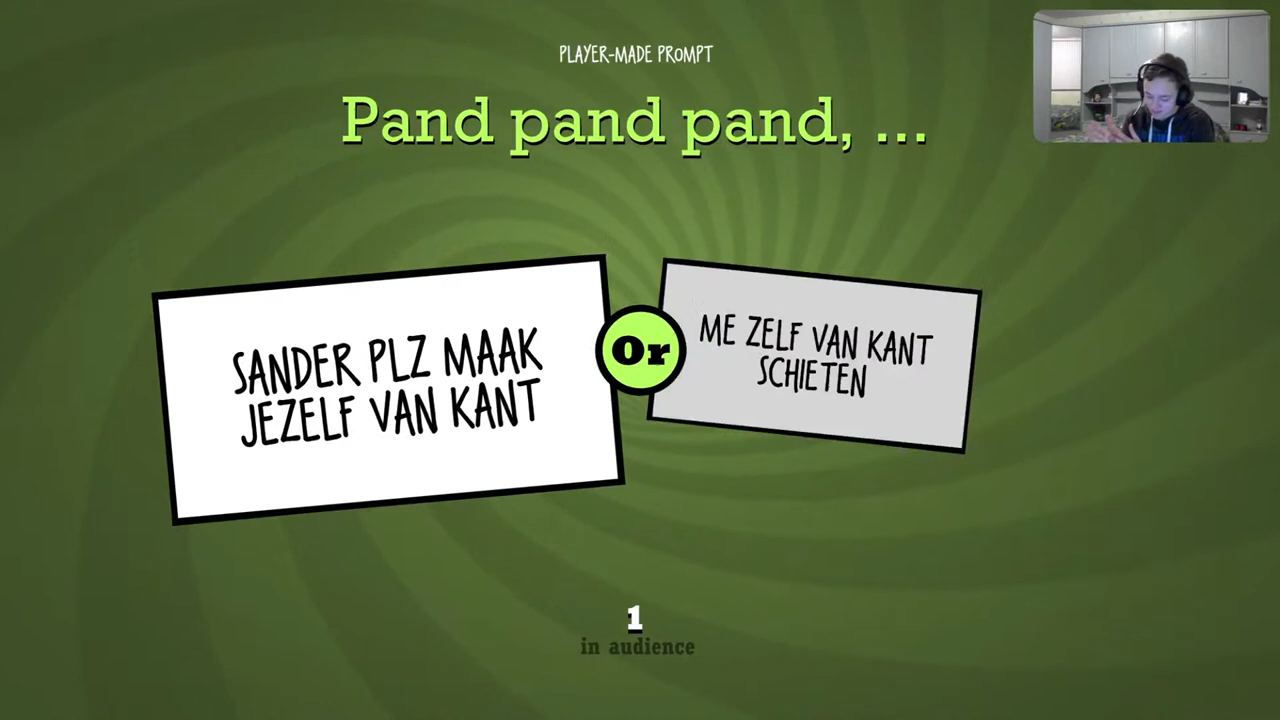 PLAYER-MADE PROMPT
Pand pand pand, ...
SANDER PLZ MAAK
JEZELF VAN KANT
Or
ME ZELF VAN KANT
SCHIETEN
1
in audience